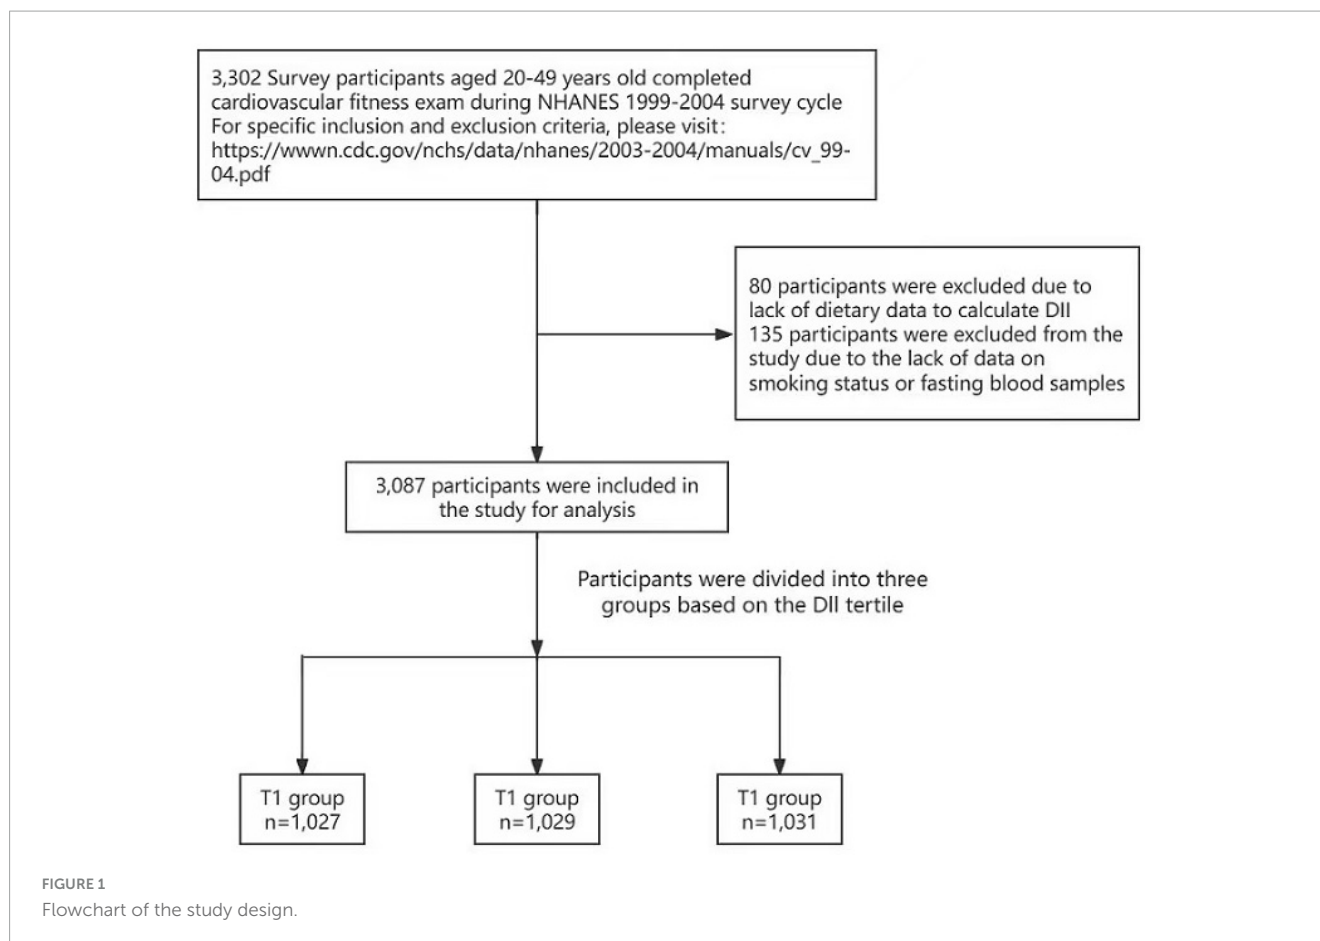 3,302 Survey participants aged 20-49 years old completed
cardiovascular fitness exam during NHANES 1999-2004 survey cycle
For specific inclusion and exclusion criteria, please visit:
https://wwwn.cdc.gov/nchs/data/nhanes/2003-2004/manuals/cv_99-
04.pdf
80 participants were excluded due to
lack of dietary data to calculate DII
135 participants were excluded from the
study due to the lack of data on
smoking status or fasting blood samples
3,087 participants were included in
the study for analysis
Participants were divided into three
groups based on the DII tertile
T1 group
n=1,027
T1 group
n=1,029
T1 group
n=1,031
FIGURE 1
Flowchart of the study design.